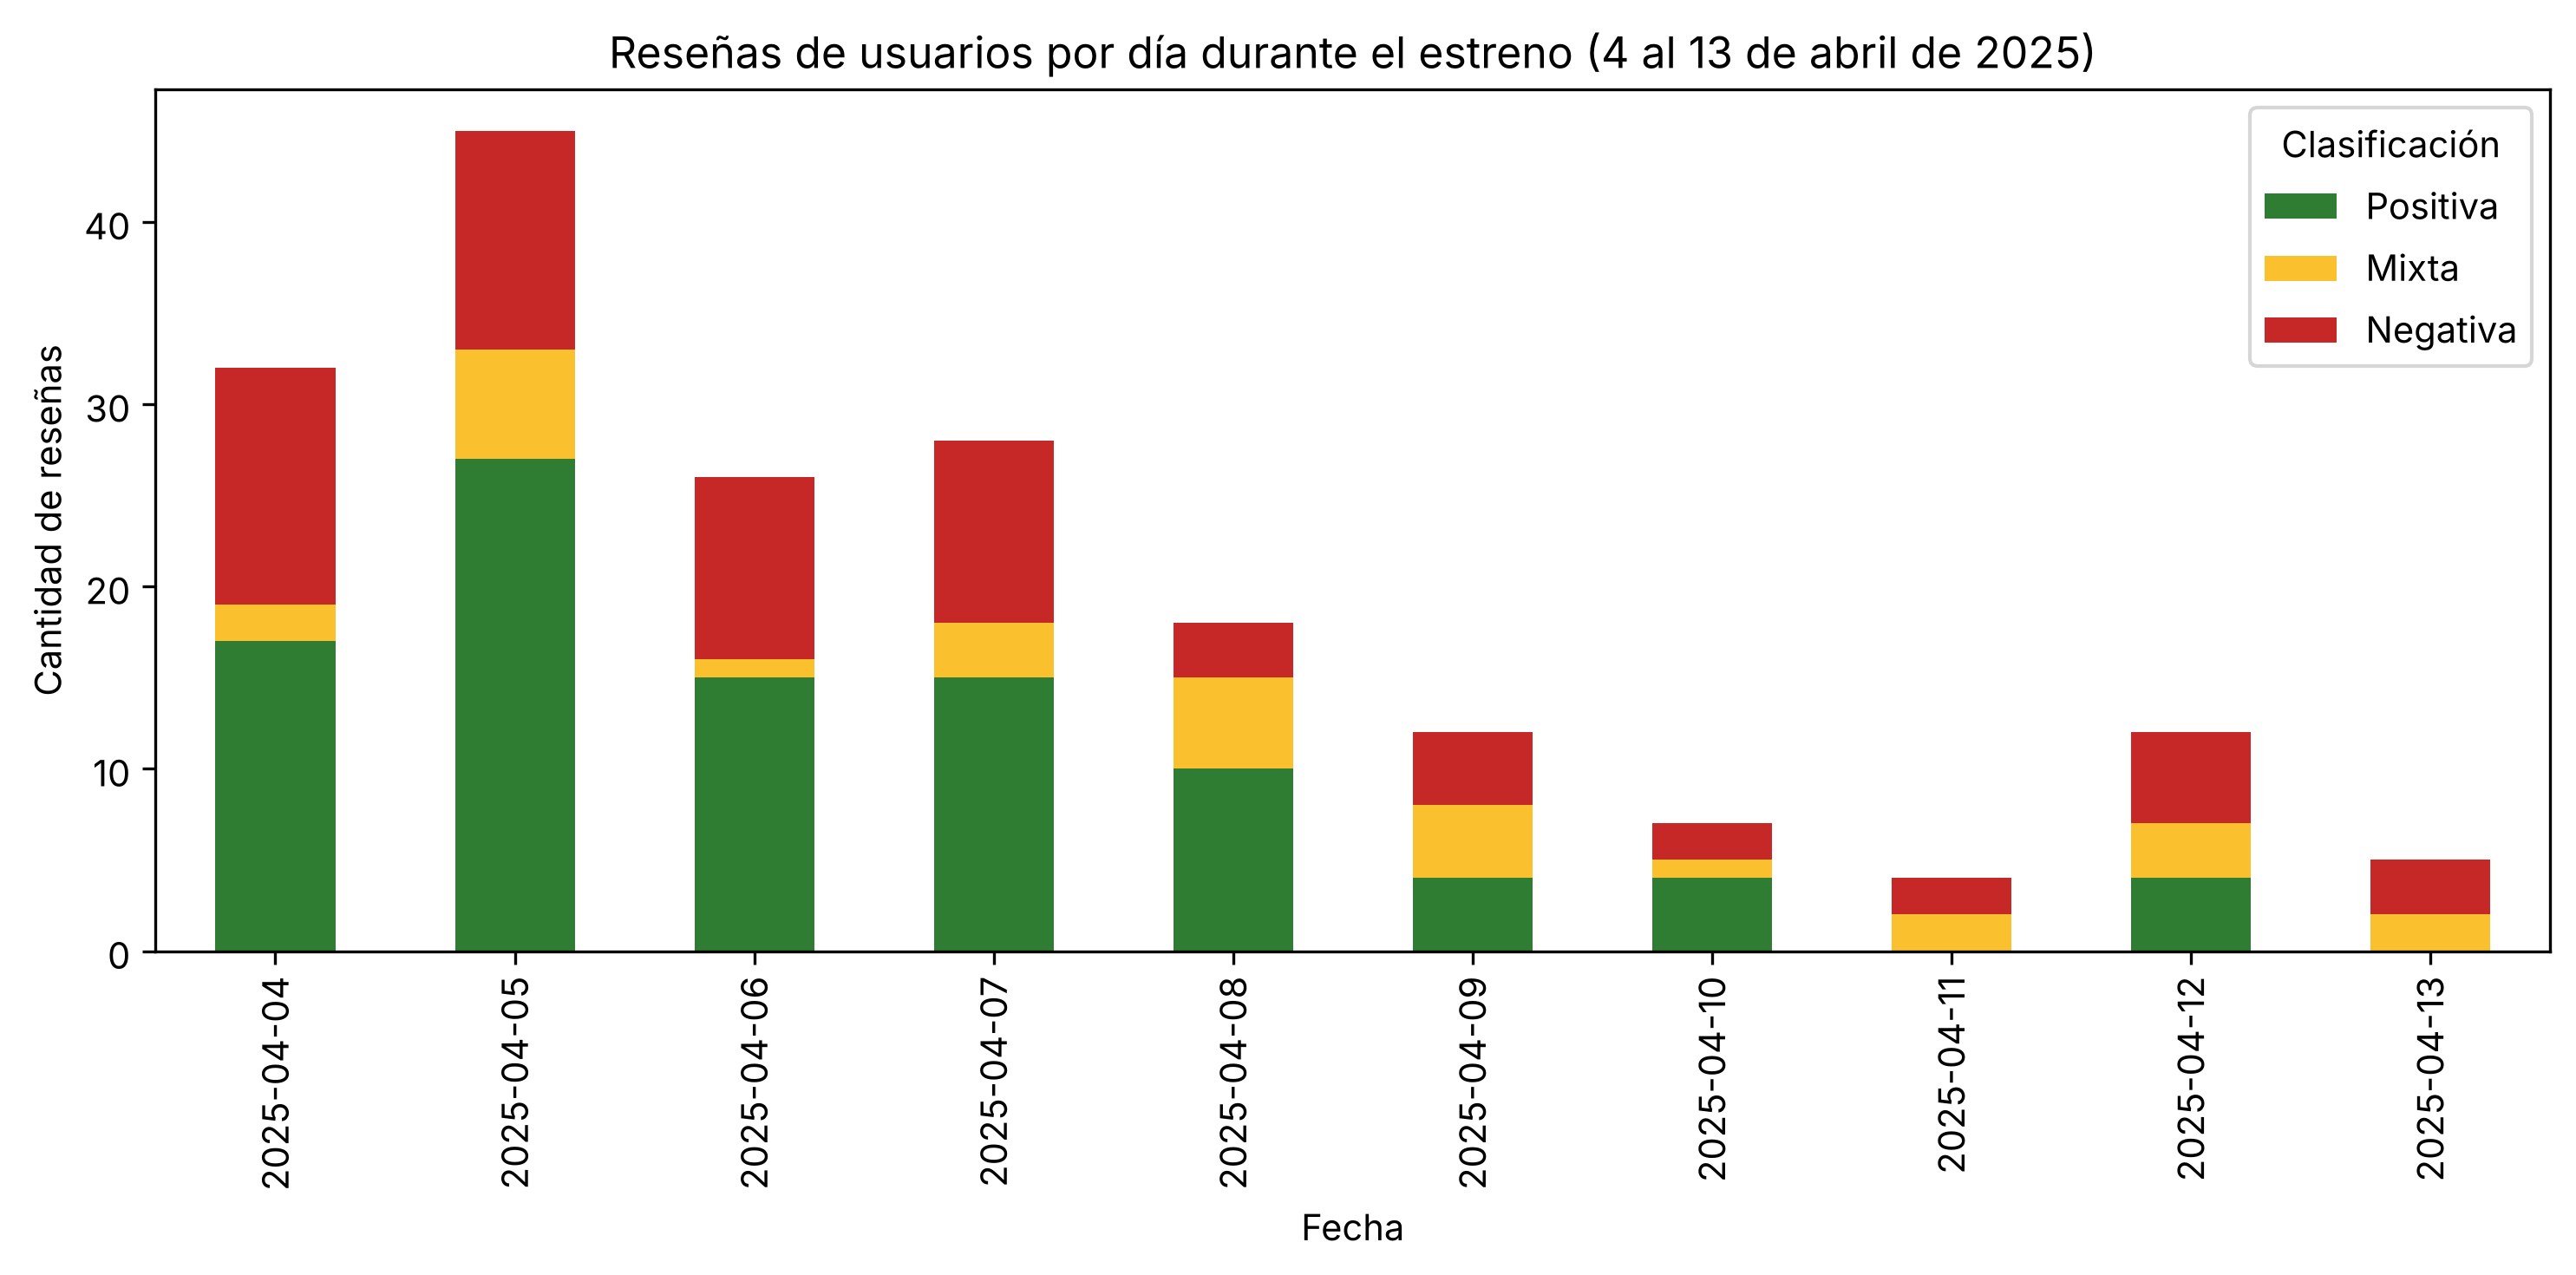 Reseñas de usuarios por día durante el estreno (4 al 13 de abril de 2025)
Clasificación
Positiva
Mixta
Negativa
Cantidad de reseñas
40
30
20
10
0
2025-04-04
2025-04-05
2025-04-06
2025-04-07
2025-04-08
2025-04-09
2025-04-10
2025-04-11
2025-04-12
2025-04-13
Fecha